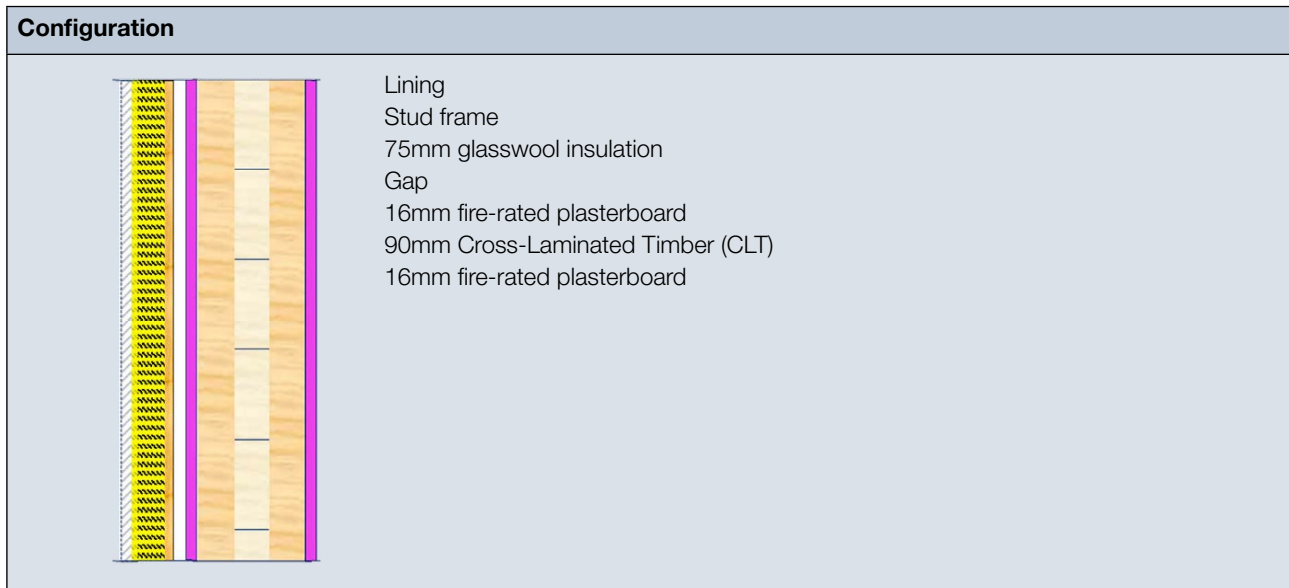 Configuration
Lining
Stud frame
75mm glasswool insulation
Gap
16mm fire-rated plasterboard
90mm Cross-Laminated Timber (CLT)
16mm fire-rated plasterboard